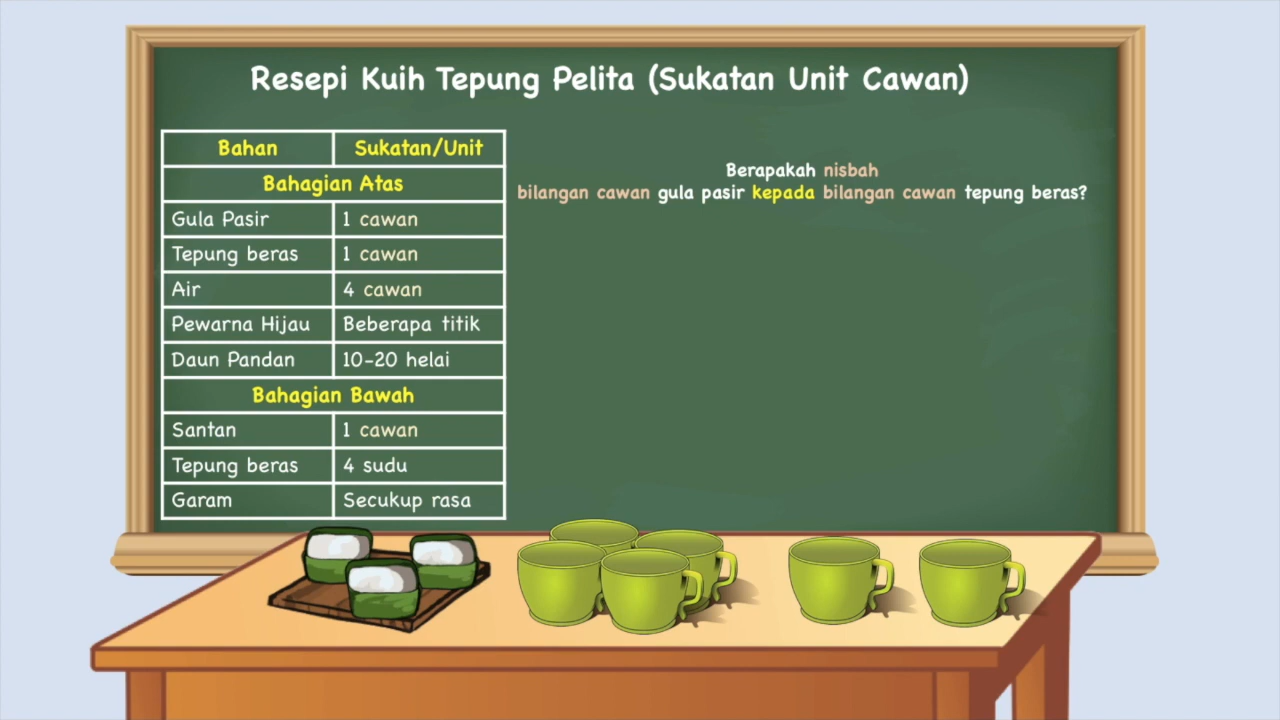 Resepi Kuih Tepung Pelita (Sukatan Unit Cawan)
Bahan Sukatan/Unit
Bahagian Atas
Gula Pasir 1 cawan
Tepung beras 1 cawan
Air 4 cawan
Pewarna Hijau Beberapa titik
Daun Pandan 10-20 helai
Bahagian Bawah
Santan 1 cawan
Tepung beras 4 sudu
Garam Secukup rasa
Berapakah nisbah
bilangan cawan gula pasir kepada bilangan cawan tepung beras?